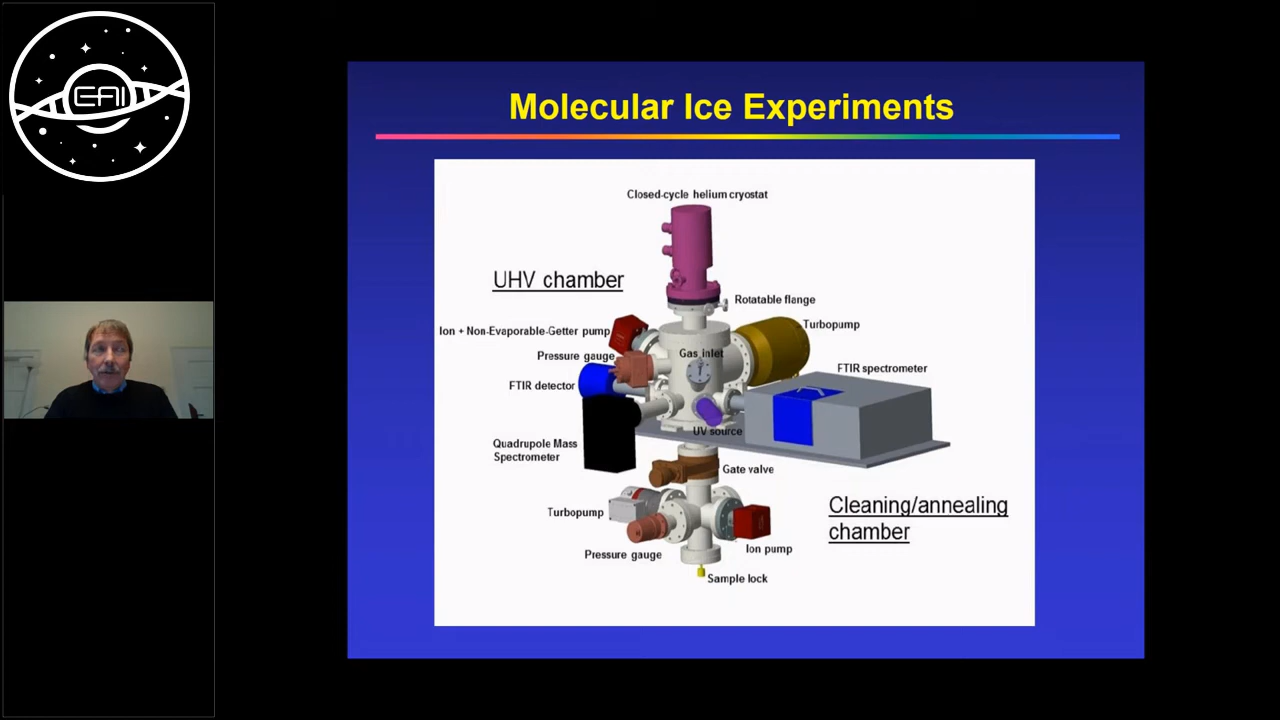 EAI
Molecular Ice Experiments
Closed-cycle helium cryostat
UHV chamber
Rotatable flange
Ion + Non-Evaporable-Getter pump
Turbopump
Pressure gauge
Gas inlet
FTIR spectrometer
FTIR detector
UV source
Quadrupole Mass
Spectrometer
Gate valve
Cleaning/annealing
chamber
Turbopump
Pressure gauge
Ion pump
Sample lock